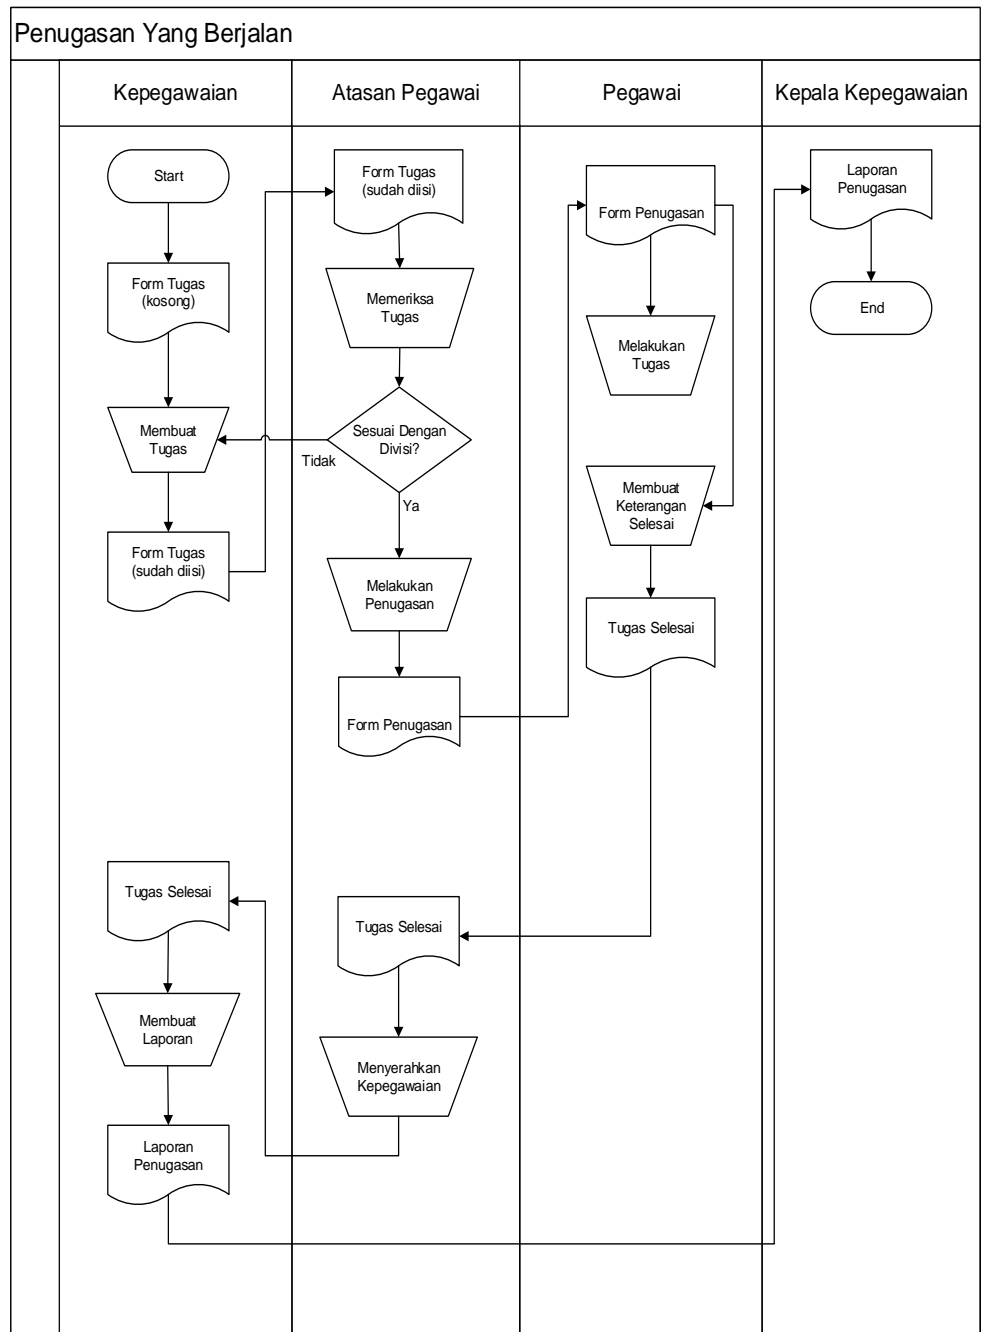 Penugasan Yang Berjalan
Kepegawaian
Atasan Pegawai
Pegawai
Kepala Kepegawaian
Start
Form Tugas
(kosong)
Membuat
Tugas
Form Tugas
(sudah diisi)
Form Tugas
(sudah diisi)
Memeriksa
Tugas
Sesuai Dengan
Divisi?
Tidak
Ya
Melakukan
Penugasan
Form Penugasan
Form Penugasan
Melakukan
Tugas
Membuat
Keterangan
Selesai
Tugas Selesai
Tugas Selesai
Menyerahkan
Kepegawaian
Tugas Selesai
Membuat
Laporan
Laporan
Penugasan
Laporan
Penugasan
End